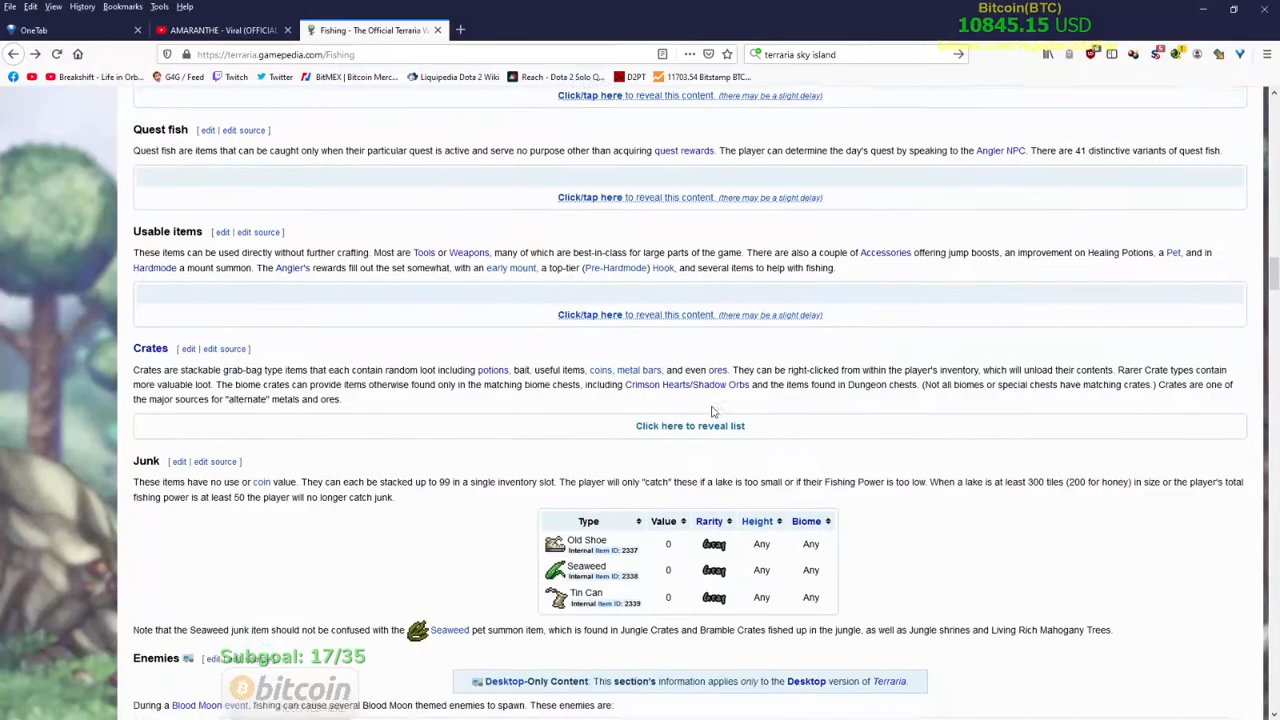 Bitcoin(BTC)
10845.15 USD
File Edit View History Bookmarks Tools Help
OneTab
AMARANTHE - Viral (OFFICIAL
Fishing - The Official Terraria W
https://terraria.gamepedia.com/Fishing
terraria sky island
Breakshift - Life in Orb...
G4G / Feed
Twitch
Twitter
BitMEX | Bitcoin Merc...
Liquipedia Dota 2 Wiki
Reach - Dota 2 Solo Q...
D2PT
11703.54 Bitstamp BTC...
Click/tap here to reveal this content. (there may be a slight delay)
Quest fish [ edit | edit source ]
Quest fish are items that can be caught only when their particular quest is active and serve no purpose other than acquiring quest rewards. The player can determine the day's quest by speaking to the Angler NPC. There are 41 distinctive variants of quest fish.
Click/tap here to reveal this content. (there may be a slight delay)
Usable items [ edit | edit source ]
These items can be used directly without further crafting. Most are Tools or Weapons, many of which are best-in-class for large parts of the game. There are also a couple of Accessories offering jump boosts, an improvement on Healing Potions, a Pet, and in
Hardmode a mount summon. The Angler's rewards fill out the set somewhat, with an early mount, a top-tier (Pre-Hardmode) Hook, and several items to help with fishing.
Click/tap here to reveal this content. (there may be a slight delay)
Crates [ edit | edit source ]
Crates are stackable grab-bag type items that each contain random loot including potions, bait, useful items, coins, metal bars, and even ores. They can be right-clicked from within the player's inventory, which will unload their contents. Rarer Crate types contain
more valuable loot. The biome crates can provide items otherwise found only in the matching biome chests, including Crimson Hearts/Shadow Orbs and the items found in Dungeon chests. (Not all biomes or special chests have matching crates.) Crates are one of
the major sources for "alternate" metals and ores.
Click here to reveal list
Junk [ edit | edit source ]
These items have no use or coin value. They can each be stacked up to 99 in a single inventory slot. The player will only "catch" these if a lake is too small or if their Fishing Power is too low. When a lake is at least 300 tiles (200 for honey) in size or the player's total
fishing power is at least 50 the player will no longer catch junk.
Type Value Rarity Height Biome
Old Shoe 0 Gray Any Any
Internal Item ID: 2337
Seaweed 0 Gray Any Any
Internal Item ID: 2338
Tin Can 0 Gray Any Any
Internal Item ID: 2339
Note that the Seaweed junk item should not be confused with the Seaweed pet summon item, which is found in Jungle Crates and Bramble Crates fished up in the jungle, as well as Jungle shrines and Living Rich Mahogany Trees.
Enemies
Subgoal: 17/35
bitcoin
Desktop-Only Content: This section's information applies only to the Desktop version of Terraria.
During a Blood Moon event, fishing can cause several Blood Moon themed enemies to spawn. These enemies are: